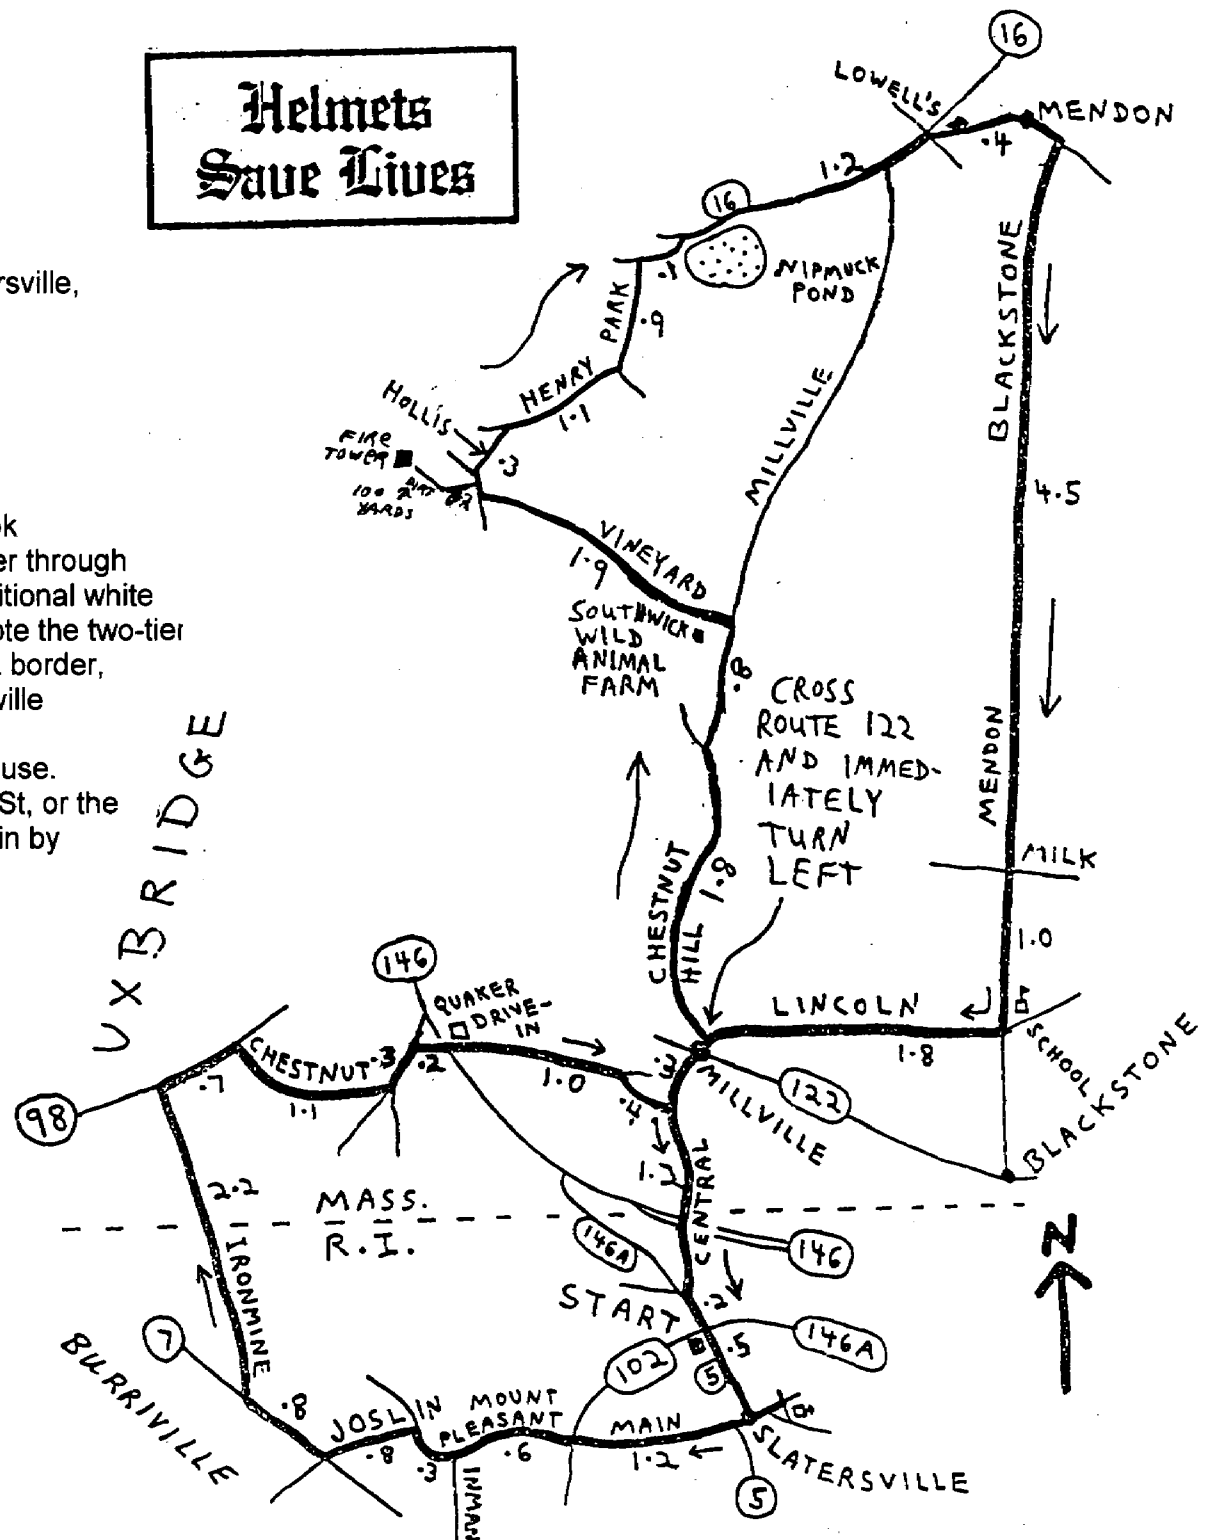 Helmets
Save Lives
rsville,
ok
er through
itional white
ote the two-tier
border,
ville
use.
St, or the
in by
16
LOWELL'S
MENDON
.4
1.2
16
NIPMUCK
POND
.1
PARK
.9
HENRY
1.1
HOLLIS
.3
FIRE
TOWER
100
YARDS
VINEYARD
1.9
SOUTHWICK
WILD
ANIMAL
FARM
MILLVILLE
BLACKSTONE
4.5
MENDON
.8
CROSS
ROUTE 122
AND IMMED-
IATELY
TURN
LEFT
MILK
1.0
CHESTNUT
HILL
1.8
LINCOLN
1.8
SCHOOL
BLACKSTONE
UXBRIDGE
146
QUAKER
DRIVE-
IN
CHESTNUT
.3
.2
1.0
.4
.3
MILLVILLE
122
.7
1.1
98
2.2
MASS.
R.I.
CENTRAL
146A
146
IRONMINE
START
.2
146A
.5
102
5
7
BURRIVILLE
.8
JOSLIN
.8
.3
MOUNT
PLEASANT
.6
INMAN
MAIN
1.2
SLATERSVILLE
5
N